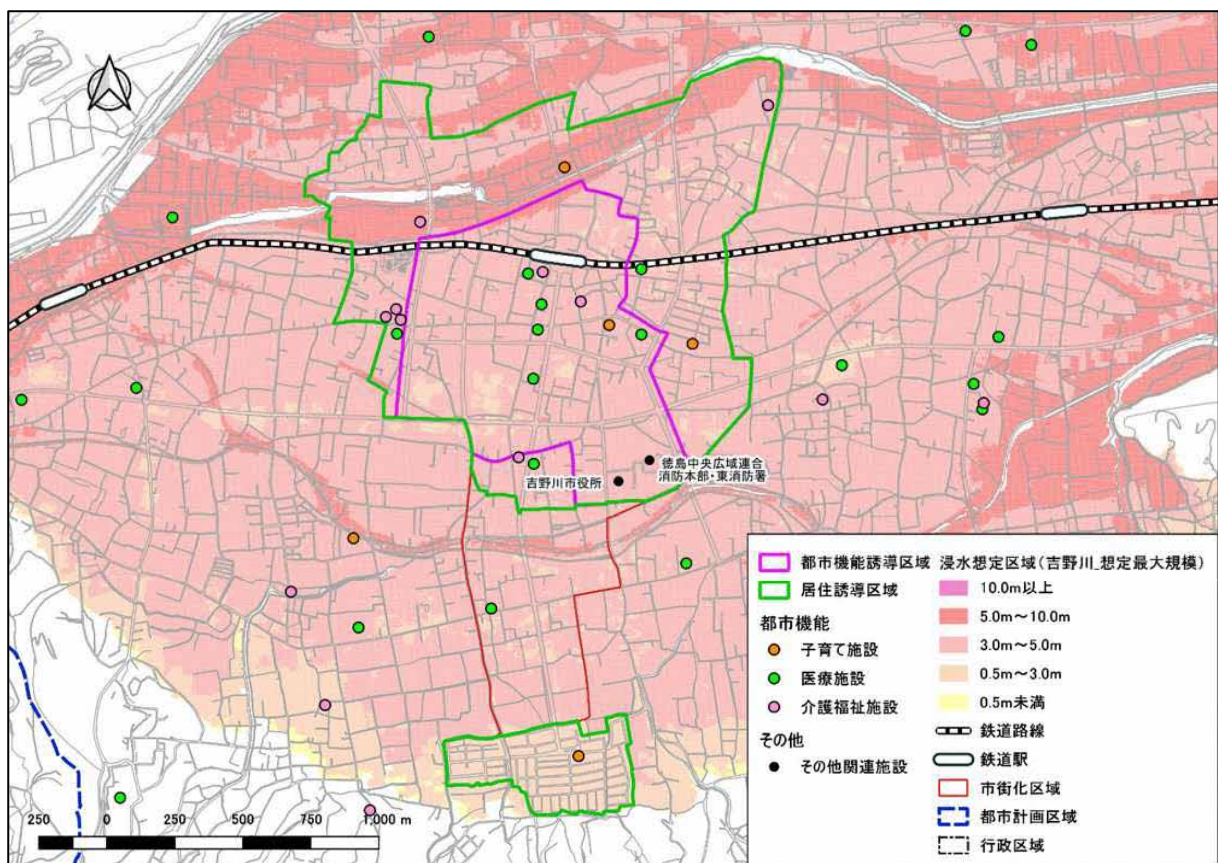 徳島中央広域連合
消防本部・東消防署
吉野川市役所
都市機能誘導区域
居住誘導区域
都市機能
子育て施設
医療施設
介護福祉施設
その他
その他関連施設
浸水想定区域(吉野川_想定最大規模)
10.0m以上
5.0m～10.0m
3.0m～5.0m
0.5m～3.0m
0.5m未満
鉄道路線
鉄道駅
市街化区域
都市計画区域
行政区域
250 0 250 500 750 1,000 m